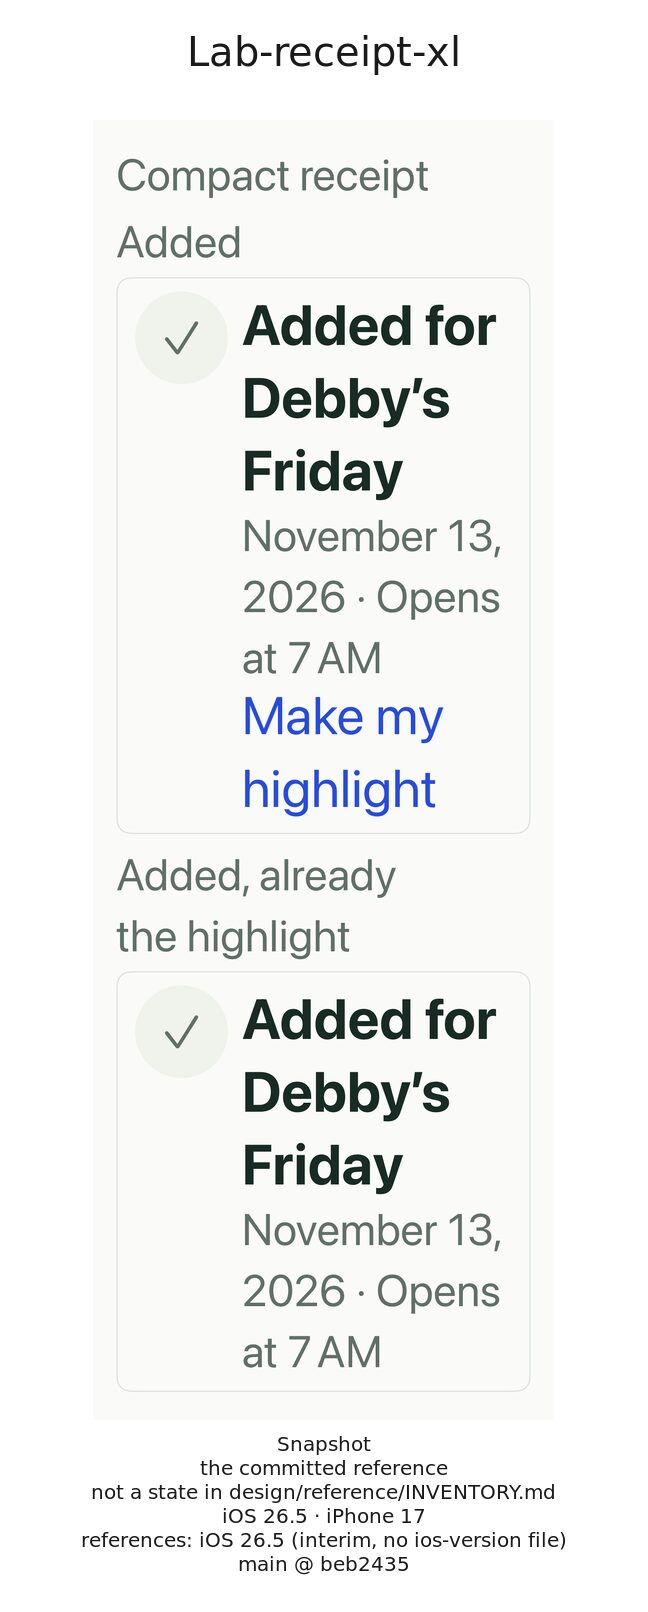 Lab-receipt-xl
Compact receipt
Added
Added for
Debby’s
Friday
November 13,
2026 · Opens
at 7 AM
Make my
highlight
Added, already
the highlight
Added for
Debby’s
Friday
November 13,
2026 · Opens
at 7 AM
Snapshot
the committed reference
not a state in design/reference/INVENTORY.md
iOS 26.5 · iPhone 17
references: iOS 26.5 (interim, no ios-version file)
main @ beb2435